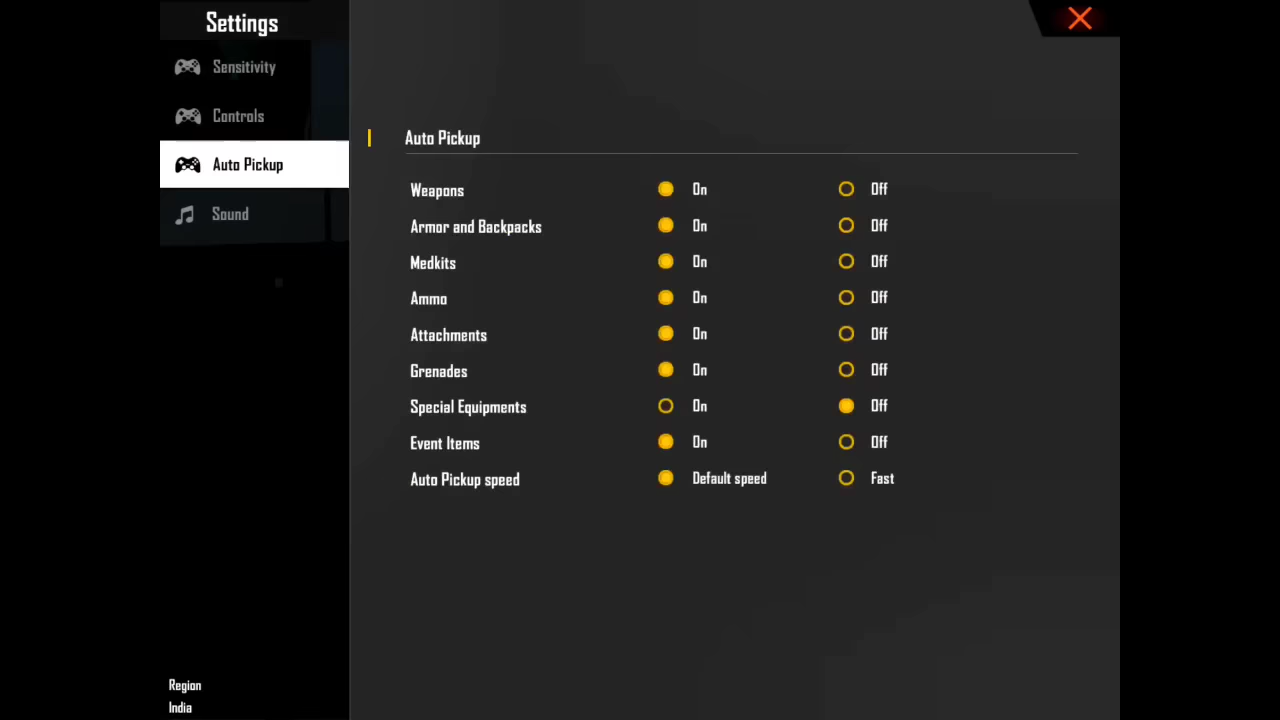 Settings
Sensitivity
Controls
Auto Pickup
Sound
Auto Pickup
Weapons On Off
Armor and Backpacks On Off
Medkits On Off
Ammo On Off
Attachments On Off
Grenades On Off
Special Equipments On Off
Event Items On Off
Auto Pickup speed Default speed Fast
Region
India